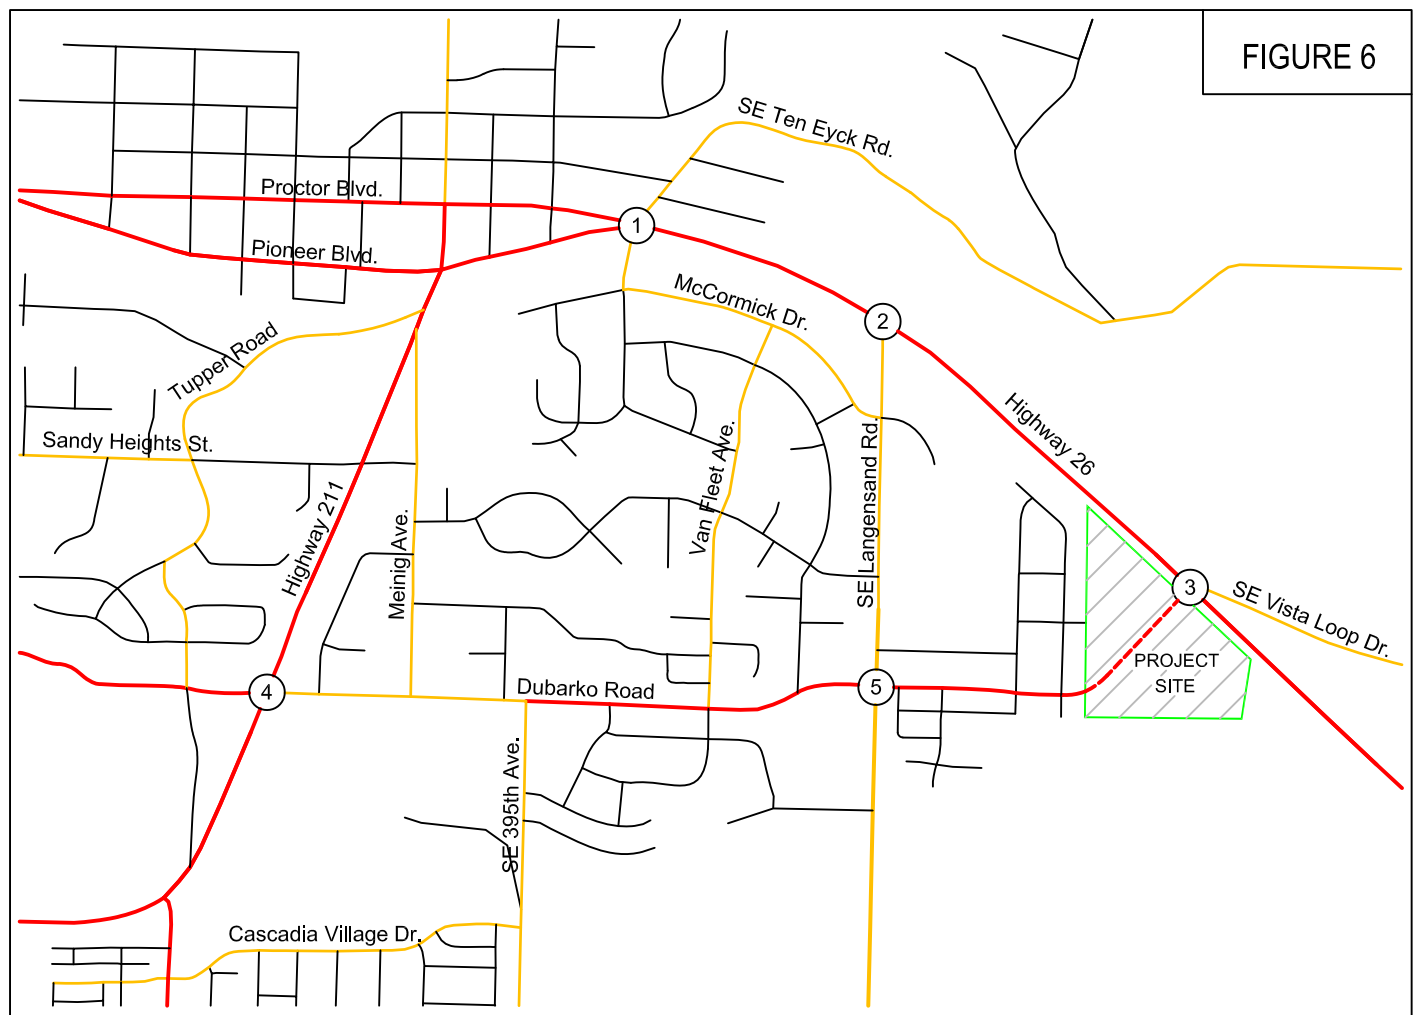 FIGURE 6
SE Ten Eyck Rd.
Proctor Blvd.
1
Pioneer Blvd.
McCormick Dr.
2
Tupper Road
Highway 26
Sandy Heights St.
Van Fleet Ave.
SE Langensand Rd.
Highway 211
Meinig Ave.
3
SE Vista Loop Dr.
PROJECT
SITE
4
Dubarko Road
5
SE 395th Ave.
Cascadia Village Dr.